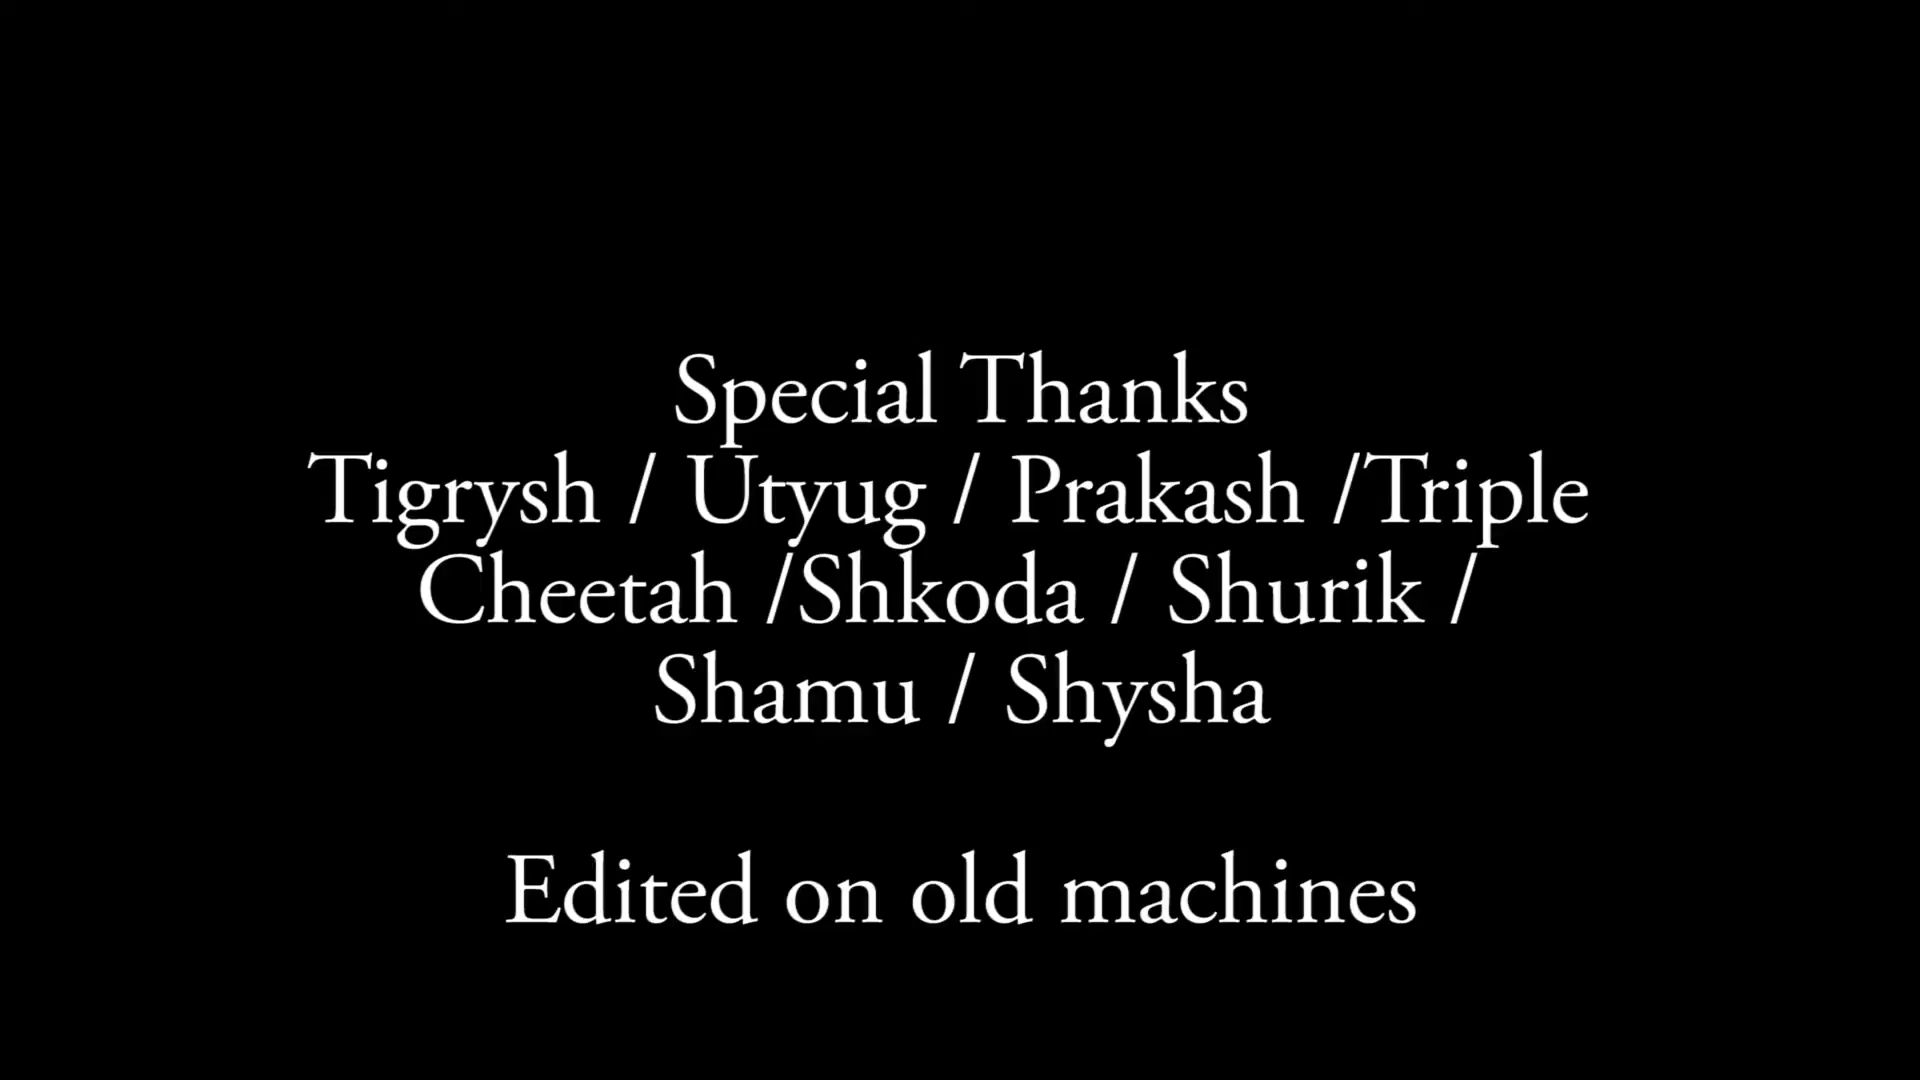 Special Thanks
Tigrysh / Utyug / Prakash /Triple
Cheetah /Shkoda / Shurik /
Shamu / Shysha
Edited on old machines